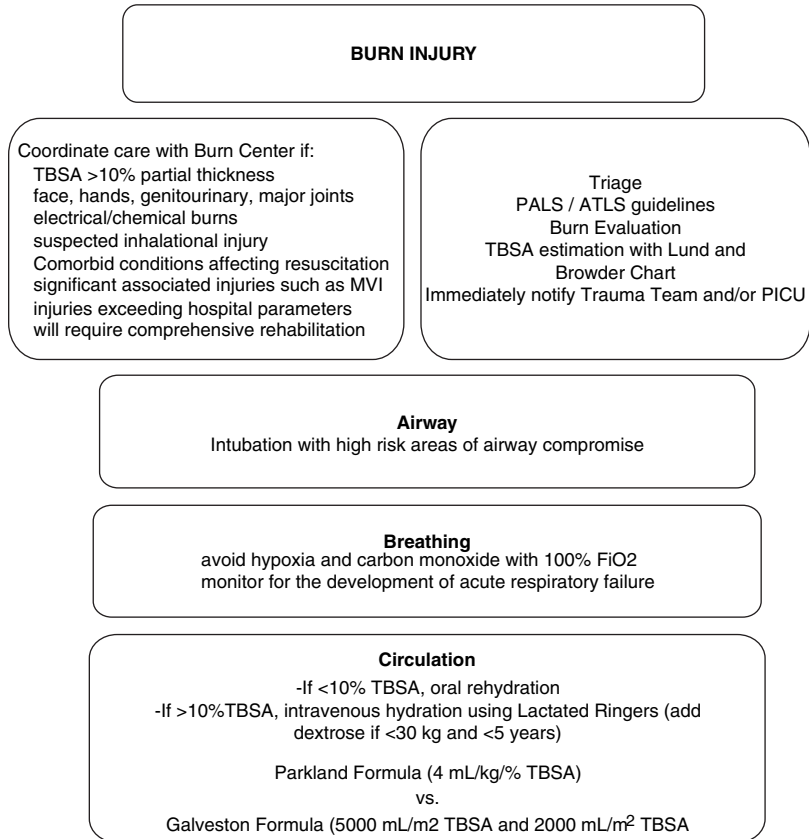 BURN INJURY
Coordinate care with Burn Center if:
TBSA >10% partial thickness
face, hands, genitourinary, major joints
electrical/chemical burns
suspected inhalational injury
Comorbid conditions affecting resuscitation
significant associated injuries such as MVI
injuries exceeding hospital parameters
will require comprehensive rehabilitation
Triage
PALS / ATLS guidelines
Burn Evaluation
TBSA estimation with Lund and
Browder Chart
Immediately notify Trauma Team and/or PICU
Airway
Intubation with high risk areas of airway compromise
Breathing
avoid hypoxia and carbon monoxide with 100% FiO2
monitor for the development of acute respiratory failure
Circulation
-If <10% TBSA, oral rehydration
-If >10%TBSA, intravenous hydration using Lactated Ringers (add
dextrose if <30 kg and <5 years)
Parkland Formula (4 mL/kg/% TBSA)
vs.
Galveston Formula (5000 mL/m2 TBSA and 2000 mL/m² TBSA